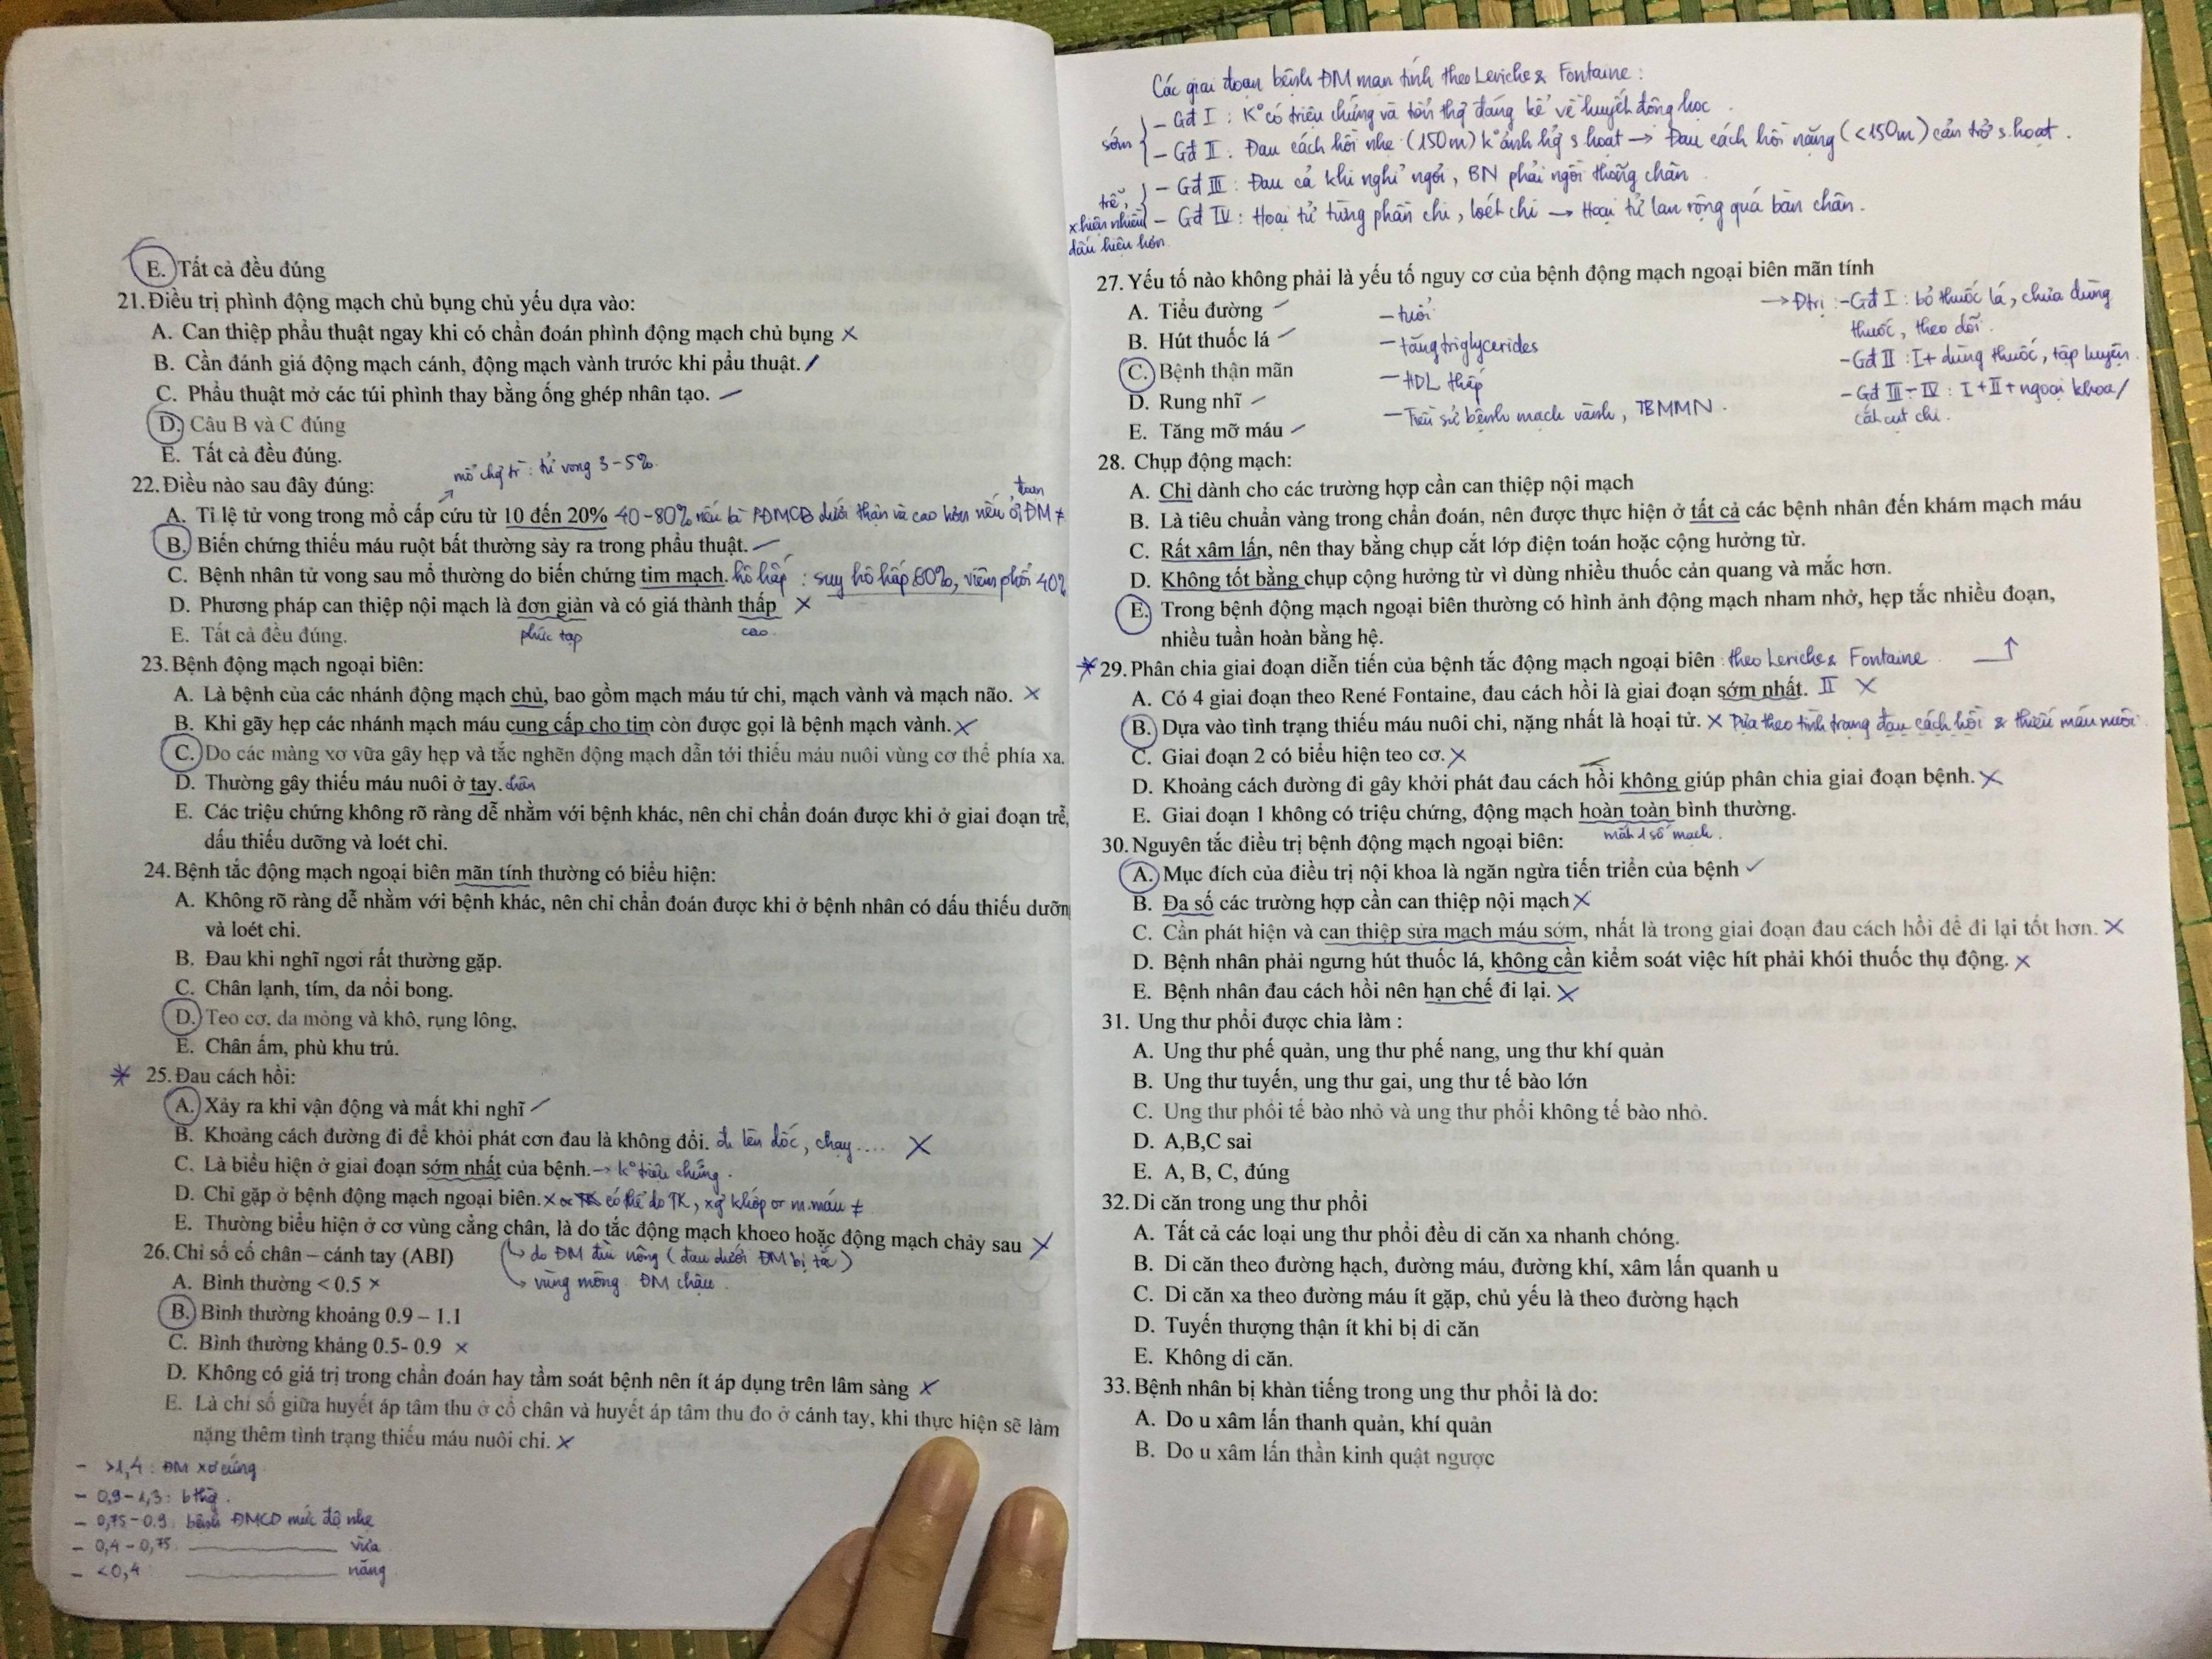 E. Tất cả đều đúng
21. Điều trị phình động mạch chủ bụng chủ yếu dựa vào:
A. Can thiệp phẩu thuật ngay khi có chẩn đoán phình động mạch chủ bụng ×
B. Cần đánh giá động mạch cánh, động mạch vành trước khi pẩu thuật.
C. Phẩu thuật mở các túi phình thay bằng ống ghép nhân tạo.
D. Câu B và C đúng
E. Tất cả đều đúng.
mổ chg trì: tử vong 3-5%.
22. Điều nào sau đây đúng:
A. Tỉ lệ tử vong trong mổ cấp cứu từ 10 đến 20% 40-80% nếu là PĐMCB dưới thận và cao hơn nếu ở đoạn ĐM ≠
B. Biến chứng thiếu máu ruột bất thường sảy ra trong phẩu thuật.
C. Bệnh nhân tử vong sau mổ thường do biến chứng tim mạch. hô hấp: suy hô hấp 60%, viêm phổi 40%
D. Phương pháp can thiệp nội mạch là đơn giản và có giá thành thấp ×
phức tạp cao
E. Tất cả đều đúng.
23. Bệnh động mạch ngoại biên:
A. Là bệnh của các nhánh động mạch chủ, bao gồm mạch máu tứ chi, mạch vành và mạch não. ×
B. Khi gãy hẹp các nhánh mạch máu cung cấp cho tim còn được gọi là bệnh mạch vành. ×
C. Do các màng xơ vữa gây hẹp và tắc nghẽn động mạch dẫn tới thiếu máu nuôi vùng cơ thể phía xa.
D. Thường gây thiếu máu nuôi ở tay. chân
E. Các triệu chứng không rõ ràng dễ nhầm với bệnh khác, nên chỉ chẩn đoán được khi ở giai đoạn trễ,
dấu thiếu dưỡng và loét chi.
24. Bệnh tắc động mạch ngoại biên mãn tính thường có biểu hiện:
A. Không rõ ràng dễ nhằm với bệnh khác, nên chỉ chẩn đoán được khi ở bệnh nhân có dấu thiếu dưỡn
và loét chi.
B. Đau khi nghĩ ngơi rất thường gặp.
C. Chân lạnh, tím, da nổi bong.
D. Teo cơ, da mỏng và khô, rụng lông,
E. Chân ấm, phù khu trú.
* 25. Đau cách hồi:
A. Xảy ra khi vận động và mất khi nghĩ
B. Khoảng cách đường đi để khỏi phát cơn đau là không đổi. đi lên dốc, chạy.... ×
C. Là biểu hiện ở giai đoạn sớm nhất của bệnh. → k° triệu chứng.
D. Chỉ gặp ở bệnh động mạch ngoại biên. × có thể do TK, xg khớp or m.máu ≠
E. Thường biểu hiện ở cơ vùng cẳng chân, là do tắc động mạch khoeo hoặc động mạch chày sau ×
↳ do ĐM đùi nông (đau dưới ĐM bị tắc)
↳ vùng mông ĐM chậu.
26. Chỉ số cổ chân – cánh tay (ABI)
A. Bình thường < 0.5 ×
B. Bình thường khoảng 0.9 – 1.1
C. Bình thường khảng 0.5- 0.9 ×
D. Không có giá trị trong chẩn đoán hay tầm soát bệnh nên ít áp dụng trên lâm sàng ×
E. Là chỉ số giữa huyết áp tâm thu ở cổ chân và huyết áp tâm thu đo ở cánh tay, khi thực hiện sẽ làm
nặng thêm tình trạng thiếu máu nuôi chi. ×
- >1,4: ĐM xơ cứng
- 0,9-1,3: bthg.
- 0,75-0.9: bệnh ĐMCD mức độ nhẹ
- 0,4-0,75 vừa
- <0,4 nặng
Các giai đoạn bệnh ĐM mạn tính theo Leriche & Fontaine:
sớm
- Gđ I: K° có triệu chứng và tổn thg đáng kể về huyết động học
- Gđ II: Đau cách hồi nhẹ (150m) k° ảnh hg s.hoạt → Đau cách hồi nặng (<150m) cản trở s.hoạt.
trễ, xhiện nhiều dấu hiệu hơn
- Gđ III: Đau cả khi nghỉ ngơi, BN phải ngồi thõng chân
- Gđ IV: Hoại tử từng phần chi, loét chi → Hoại tử lan rộng quá bàn chân.
27. Yếu tố nào không phải là yếu tố nguy cơ của bệnh động mạch ngoại biên mãn tính
A. Tiểu đường
B. Hút thuốc lá
C. Bệnh thận mãn
D. Rung nhĩ
E. Tăng mỡ máu
- tuổi
- tăng triglycerides
- HDL thấp
- Tiền sử bệnh mạch vành, TBMMN.
→ Đtrị: - Gđ I: bỏ thuốc lá, chưa dùng
thuốc, theo dõi.
- Gđ II: I + dùng thuốc, tập luyện.
- Gđ III - IV: I + II + ngoại khoa/
cắt cụt chi.
28. Chụp động mạch:
A. Chỉ dành cho các trường hợp cần can thiệp nội mạch
B. Là tiêu chuẩn vàng trong chẩn đoán, nên được thực hiện ở tất cả các bệnh nhân đến khám mạch máu
C. Rất xâm lấn, nên thay bằng chụp cắt lớp điện toán hoặc cộng hưởng từ.
D. Không tốt bằng chụp cộng hưởng từ vì dùng nhiều thuốc cản quang và mắc hơn.
E. Trong bệnh động mạch ngoại biên thường có hình ảnh động mạch nham nhở, hẹp tắc nhiều đoạn,
nhiều tuần hoàn bằng hệ.
* 29. Phân chia giai đoạn diễn tiến của bệnh tắc động mạch ngoại biên: theo Leriche & Fontaine
A. Có 4 giai đoạn theo René Fontaine, đau cách hồi là giai đoạn sớm nhất. II ×
B. Dựa vào tình trạng thiếu máu nuôi chi, nặng nhất là hoại tử. × Dựa theo tình trạng đau cách hồi & thiếu máu nuôi
C. Giai đoạn 2 có biểu hiện teo cơ. ×
D. Khoảng cách đường đi gây khởi phát đau cách hồi không giúp phân chia giai đoạn bệnh. ×
E. Giai đoạn 1 không có triệu chứng, động mạch hoàn toàn bình thường.
mất 1 số mạch.
30. Nguyên tắc điều trị bệnh động mạch ngoại biên:
A. Mục đích của điều trị nội khoa là ngăn ngừa tiến triển của bệnh ✓
B. Đa số các trường hợp cần can thiệp nội mạch ×
C. Cần phát hiện và can thiệp sửa mạch máu sớm, nhất là trong giai đoạn đau cách hồi để đi lại tốt hơn. ×
D. Bệnh nhân phải ngưng hút thuốc lá, không cần kiểm soát việc hít phải khói thuốc thụ động. ×
E. Bệnh nhân đau cách hồi nên hạn chế đi lại. ×
31. Ung thư phổi được chia làm :
A. Ung thư phế quản, ung thư phế nang, ung thư khí quản
B. Ung thư tuyến, ung thư gai, ung thư tế bào lớn
C. Ung thư phổi tế bào nhỏ và ung thư phổi không tế bào nhỏ.
D. A,B,C sai
E. A, B, C, đúng
32. Di căn trong ung thư phổi
A. Tất cả các loại ung thư phổi đều di căn xa nhanh chóng.
B. Di căn theo đường hạch, đường máu, đường khí, xâm lấn quanh u
C. Di căn xa theo đường máu ít gặp, chủ yếu là theo đường hạch
D. Tuyến thượng thận ít khi bị di căn
E. Không di căn.
33. Bệnh nhân bị khàn tiếng trong ung thư phổi là do:
A. Do u xâm lấn thanh quản, khí quản
B. Do u xâm lấn thần kinh quặt ngược